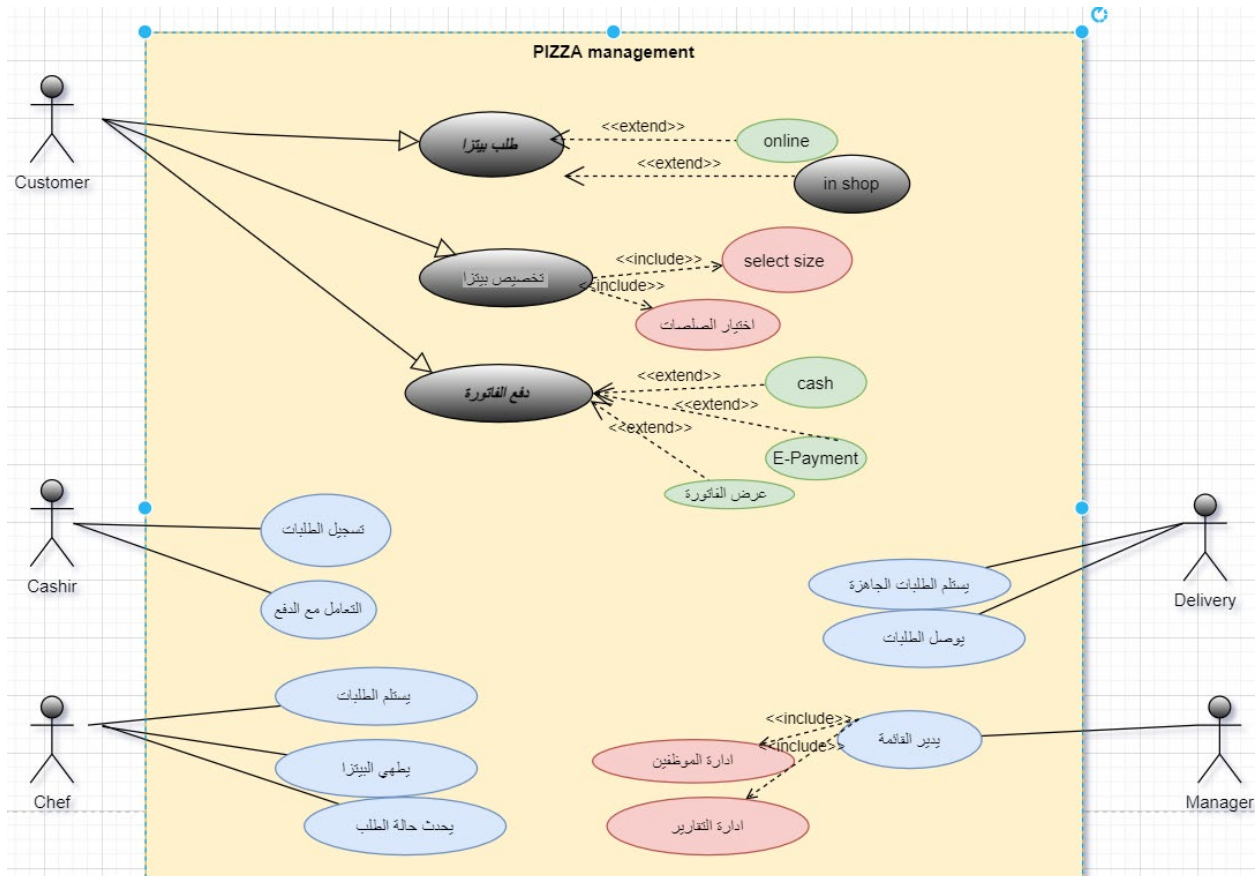 PIZZA management
Customer
طلب بيتزا
<<extend>>
online
<<extend>>
in shop
تخصيص بيتزا
<<include>>
select size
<<include>>
اختيار الصلصات
دفع الفاتورة
<<extend>>
cash
<<extend>>
E-Payment
<<extend>>
عرض الفاتورة
Cashir
تسجيل الطلبات
التعامل مع الدفع
Delivery
يستلم الطلبات الجاهزة
يوصل الطلبات
Chef
يستلم الطلبات
يطهي البيتزا
يحدث حالة الطلب
Manager
يدير القائمة
<<include>>
ادارة الموظفين
<<include>>
ادارة التقارير